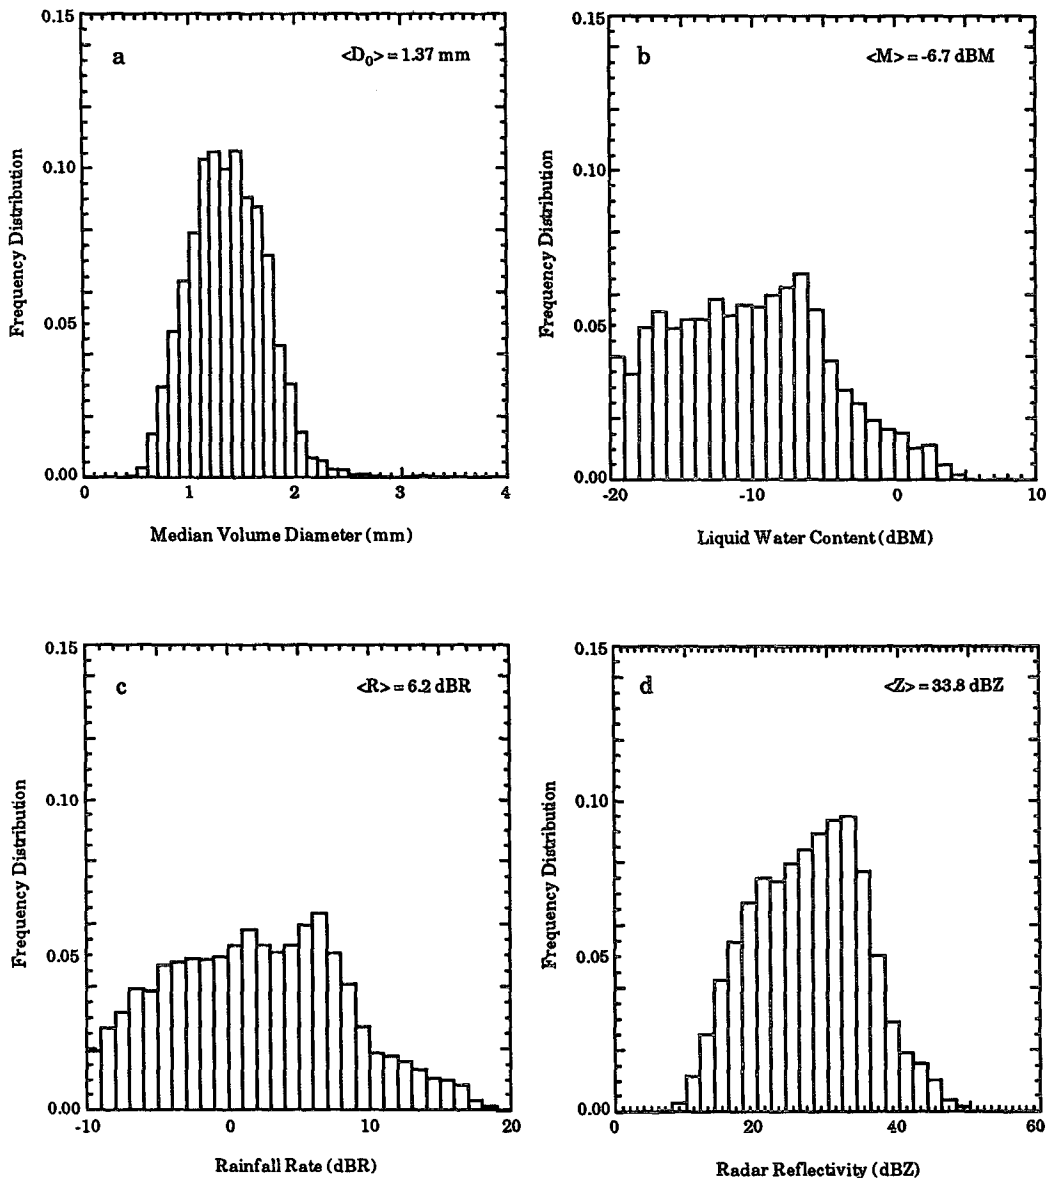 0.15
a
<D0> = 1.37 mm
0.10
0.05
0.00
0 1 2 3 4
Frequency Distribution
Median Volume Diameter (mm)
0.15
b
<M> = -6.7 dBM
0.10
0.05
0.00
-20 -10 0 10
Frequency Distribution
Liquid Water Content (dBM)
0.15
c
<R> = 6.2 dBR
0.10
0.05
0.00
-10 0 10 20
Frequency Distribution
Rainfall Rate (dBR)
0.15
d
<Z> = 33.8 dBZ
0.10
0.05
0.00
0 20 40 60
Frequency Distribution
Radar Reflectivity (dBZ)